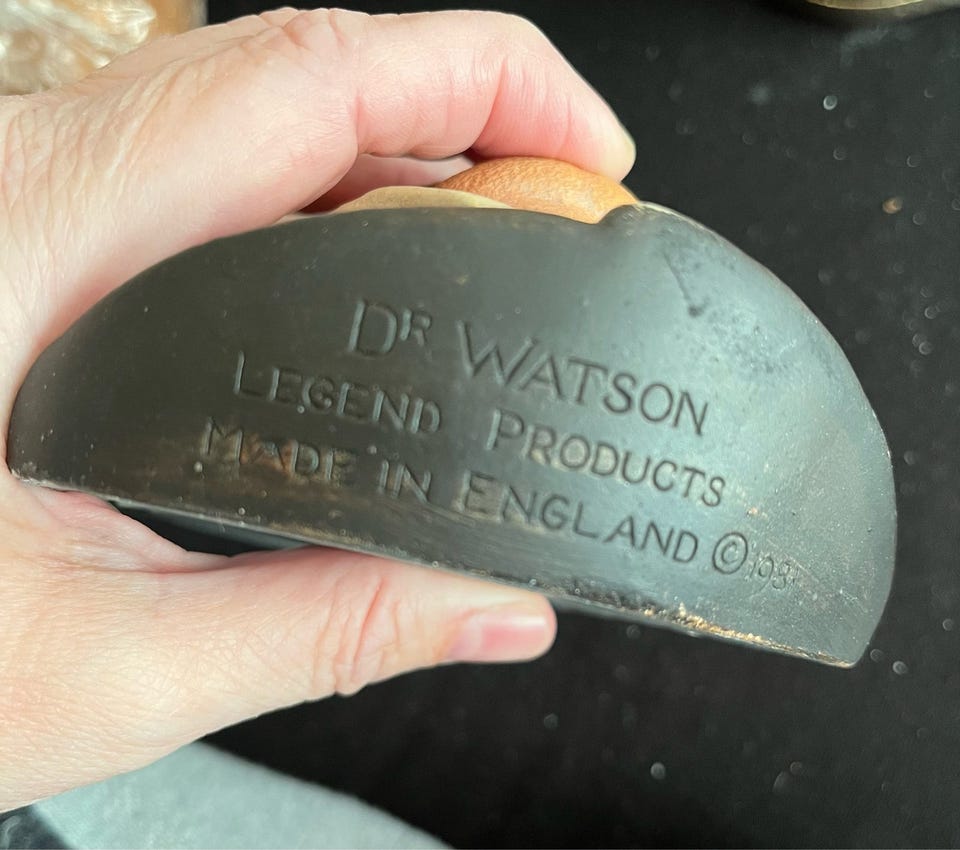 DR WATSON
LEGEND PRODUCTS
MADE IN ENGLAND ©